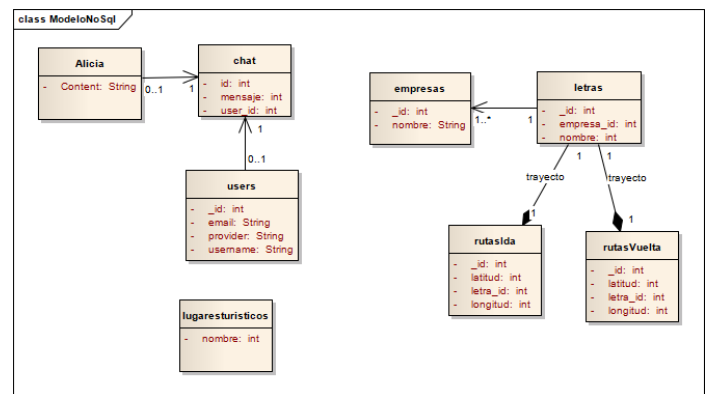 class ModeloNoSql
Alicia
- Content: String
0..1
1
chat
- id: int
- mensaje: int
- user_id: int
1
0..1
users
- _id: int
- email: String
- provider: String
- username: String
lugaresturisticos
- nombre: int
empresas
- _id: int
- nombre: String
1..*
1
letras
- _id: int
- empresa_id: int
- nombre: int
1
1
trayecto
trayecto
1
1
rutasIda
- _id: int
- latitud: int
- letra_id: int
- longitud: int
rutasVuelta
- _id: int
- latitud: int
- letra_id: int
- longitud: int